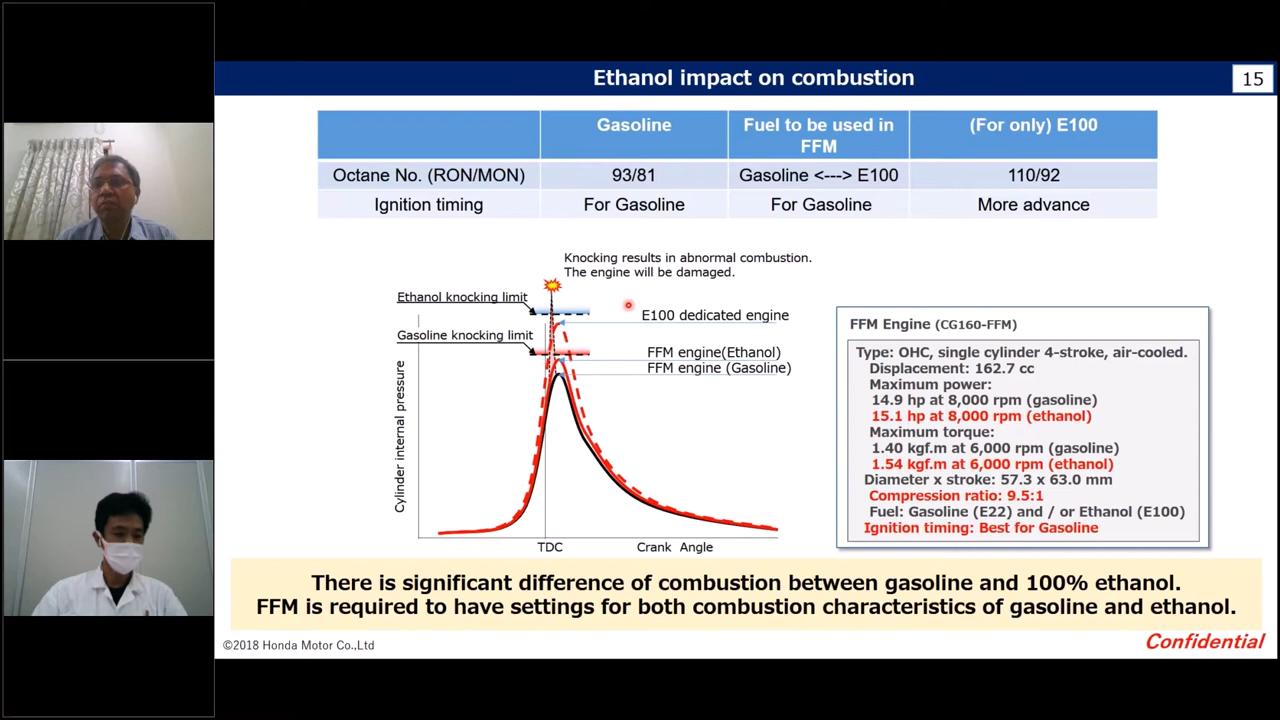 Ethanol impact on combustion
15
Gasoline
Fuel to be used in
FFM
(For only) E100
Octane No. (RON/MON)
93/81
Gasoline <---> E100
110/92
Ignition timing
For Gasoline
For Gasoline
More advance
Knocking results in abnormal combustion.
The engine will be damaged.
Ethanol knocking limit
Gasoline knocking limit
E100 dedicated engine
FFM engine(Ethanol)
FFM engine (Gasoline)
Cylinder internal pressure
TDC
Crank Angle
FFM Engine (CG160-FFM)
Type: OHC, single cylinder 4-stroke, air-cooled.
Displacement: 162.7 cc
Maximum power:
14.9 hp at 8,000 rpm (gasoline)
15.1 hp at 8,000 rpm (ethanol)
Maximum torque:
1.40 kgf.m at 6,000 rpm (gasoline)
1.54 kgf.m at 6,000 rpm (ethanol)
Diameter x stroke: 57.3 x 63.0 mm
Compression ratio: 9.5:1
Fuel: Gasoline (E22) and / or Ethanol (E100)
Ignition timing: Best for Gasoline
There is significant difference of combustion between gasoline and 100% ethanol.
FFM is required to have settings for both combustion characteristics of gasoline and ethanol.
©2018 Honda Motor Co.,Ltd
Confidential